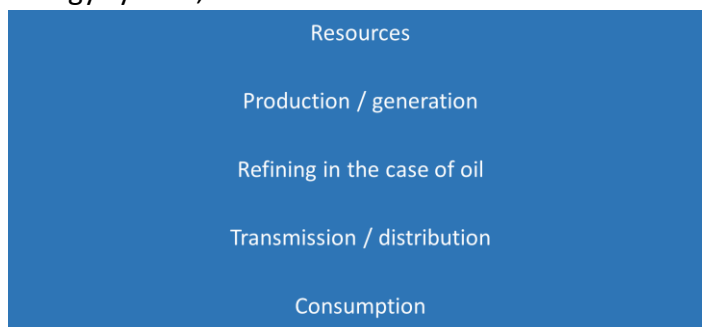 Resources
Production / generation
Refining in the case of oil
Transmission / distribution
Consumption